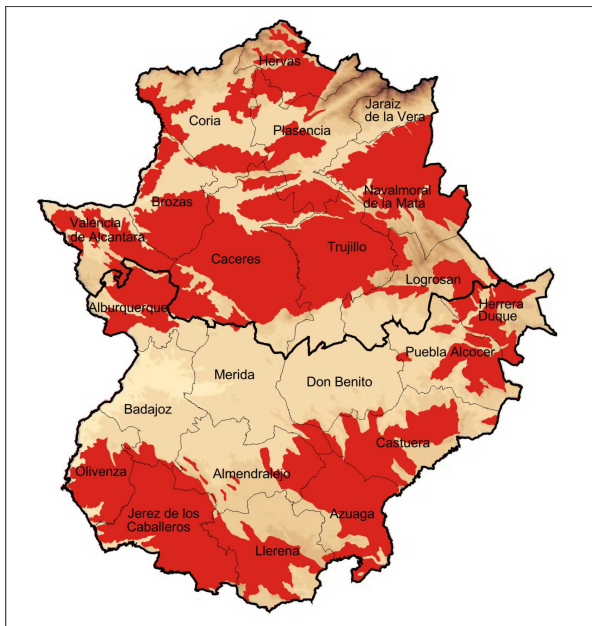 Hervas
Jaraiz
de la Vera
Coria
Plasencia
Navalmoral
de la Mata
Brozas
Valencia
de Alcantara
Caceres
Trujillo
Logrosan
Alburquerque
Herrera
Duque
Puebla Alcocer
Merida
Don Benito
Badajoz
Castuera
Olivenza
Almendralejo
Jerez de los
Caballeros
Azuaga
Llerena